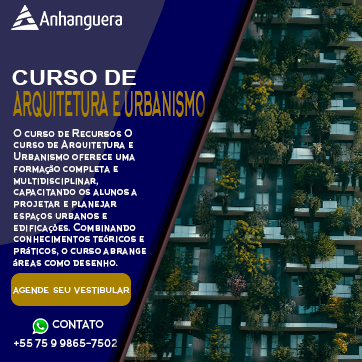 Anhanguera
CURSO DE
ARQUITETURA E URBANISMO
O curso de Recursos O
curso de Arquitetura e
Urbanismo oferece uma
formação completa e
multidisciplinar,
capacitando os alunos a
projetar e planejar
espaços urbanos e
edificações. Combinando
conhecimentos teóricos e
práticos, o curso abrange
áreas como desenho.
AGENDE SEU VESTIBULAR
CONTATO
+55 75 9 9865-7502